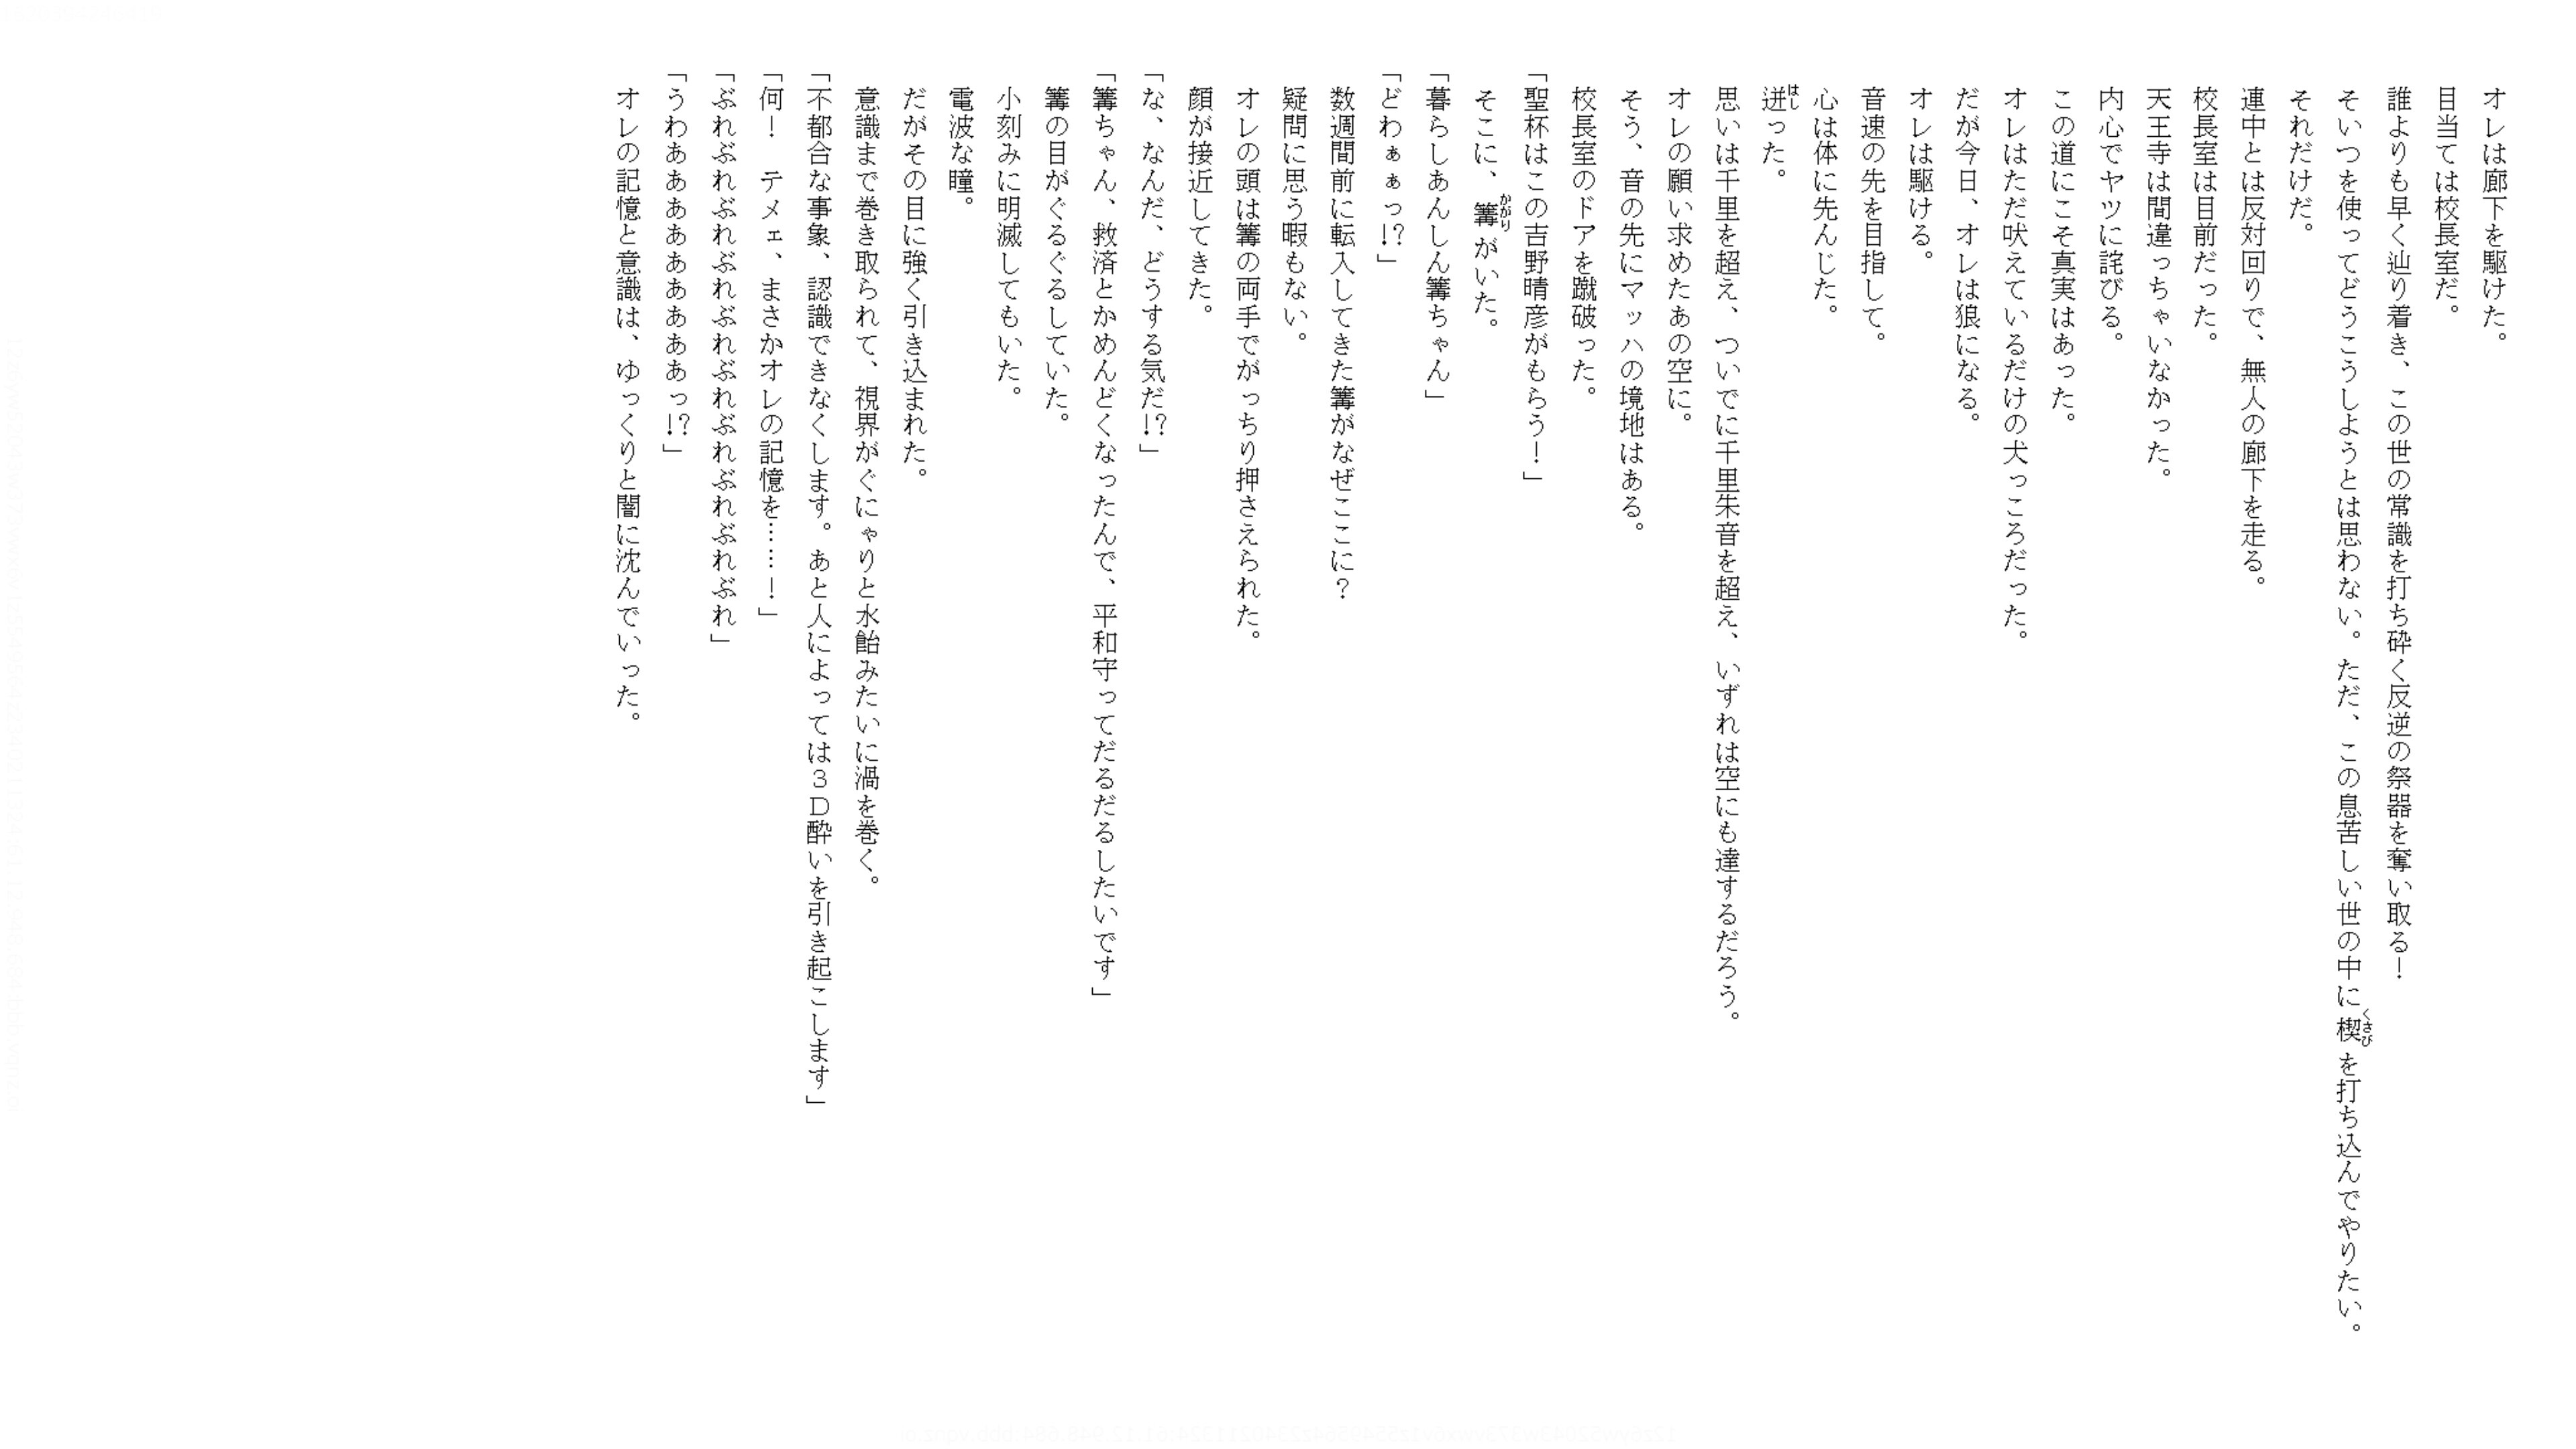 オレは廊下を駆けた。
目当ては校長室だ。
誰よりも早く辿り着き、この世の常識を打ち砕く反逆の祭器を奪い取る！
そいつを使ってどうこうしようとは思わない。ただ、この息苦しい世の中に楔くさびを打ち込んでやりたい。
それだけだ。
連中とは反対回りで、無人の廊下を走る。
校長室は目前だった。
天王寺は間違っちゃいなかった。
内心でヤツに詫びる。
この道にこそ真実はあった。
オレはただ吠えているだけの犬っころだった。
だが今日、オレは狼になる。
オレは駆ける。
音速の先を目指して。
心は体に先んじた。
迸はしった。
思いは千里を超え、ついでに千里朱音を超え、いずれは空にも達するだろう。
オレの願い求めたあの空に。
そう、音の先にマッハの境地はある。
校長室のドアを蹴破った。
「聖杯はこの吉野晴彦がもらう！」
そこに、篝かがりがいた。
「暮らしあんしん篝ちゃん」
「どわぁぁっ!?」
数週間前に転入してきた篝がなぜここに？
疑問に思う暇もない。
オレの頭は篝の両手でがっちり押さえられた。
顔が接近してきた。
「な、なんだ、どうする気だ!?」
「篝ちゃん、救済とかめんどくなったんで、平和守ってだるだるしたいです」
篝の目がぐるぐるしていた。
小刻みに明滅してもいた。
電波な瞳。
だがその目に強く引き込まれた。
意識まで巻き取られて、視界がぐにゃりと水飴みたいに渦を巻く。
「不都合な事象、認識できなくします。あと人によっては３Ｄ酔いを引き起こします」
「何！　テメェ、まさかオレの記憶を……！」
「ぶれぶれぶれぶれぶれぶれぶれぶれぶれぶれ」
「うわあああああああああっ!?」
オレの記憶と意識は、ゆっくりと闇に沈んでいった。